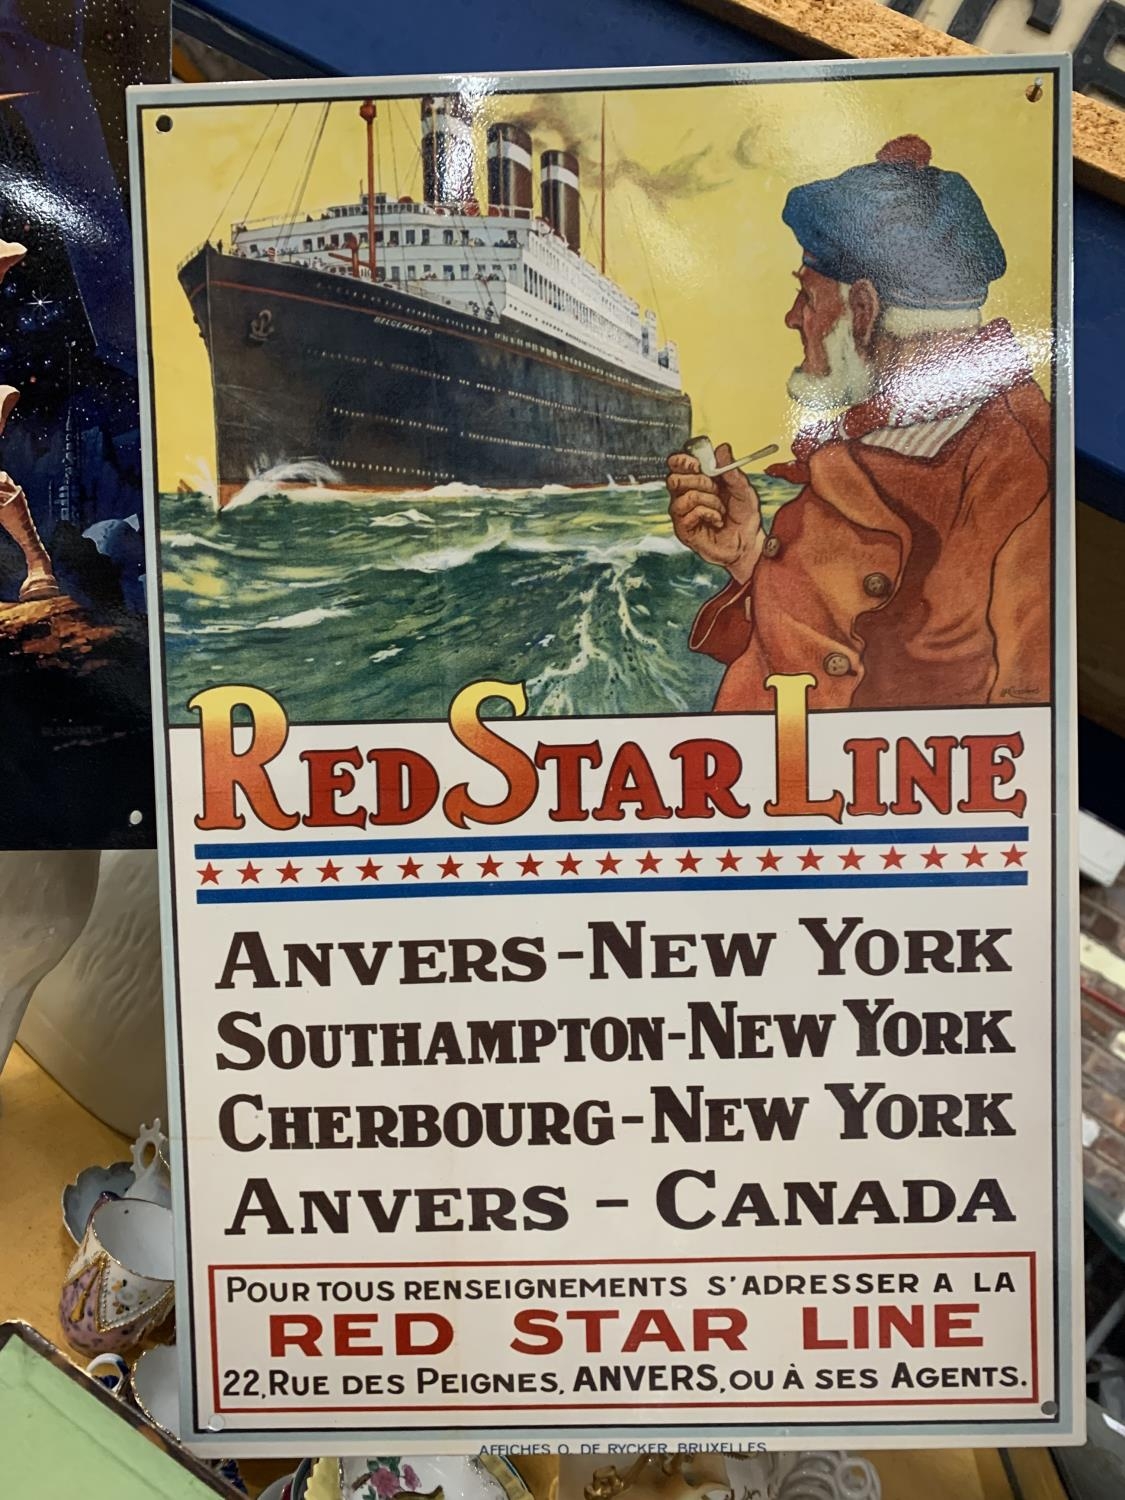 BELGENLAND
RED STAR LINE
ANVERS-NEW YORK
SOUTHAMPTON-NEW YORK
CHERBOURG-NEW YORK
ANVERS - CANADA
POUR TOUS RENSEIGNEMENTS S'ADRESSER A LA
RED STAR LINE
22, RUE DES PEIGNES, ANVERS, OU À SES AGENTS.
AFFICHES O. DE RYCKER BRUXELLES